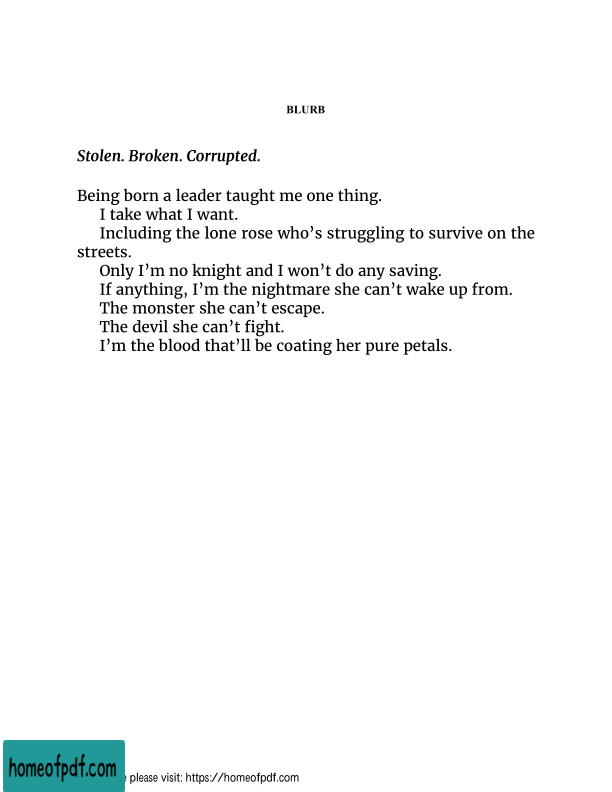 BLURB
Stolen. Broken. Corrupted.
Being born a leader taught me one thing.
I take what I want.
Including the lone rose who’s struggling to survive on the
streets.
Only I’m no knight and I won’t do any saving.
If anything, I’m the nightmare she can’t wake up from.
The monster she can’t escape.
The devil she can’t fight.
I’m the blood that’ll be coating her pure petals.
homeofpdf.com
please visit: https://homeofpdf.com